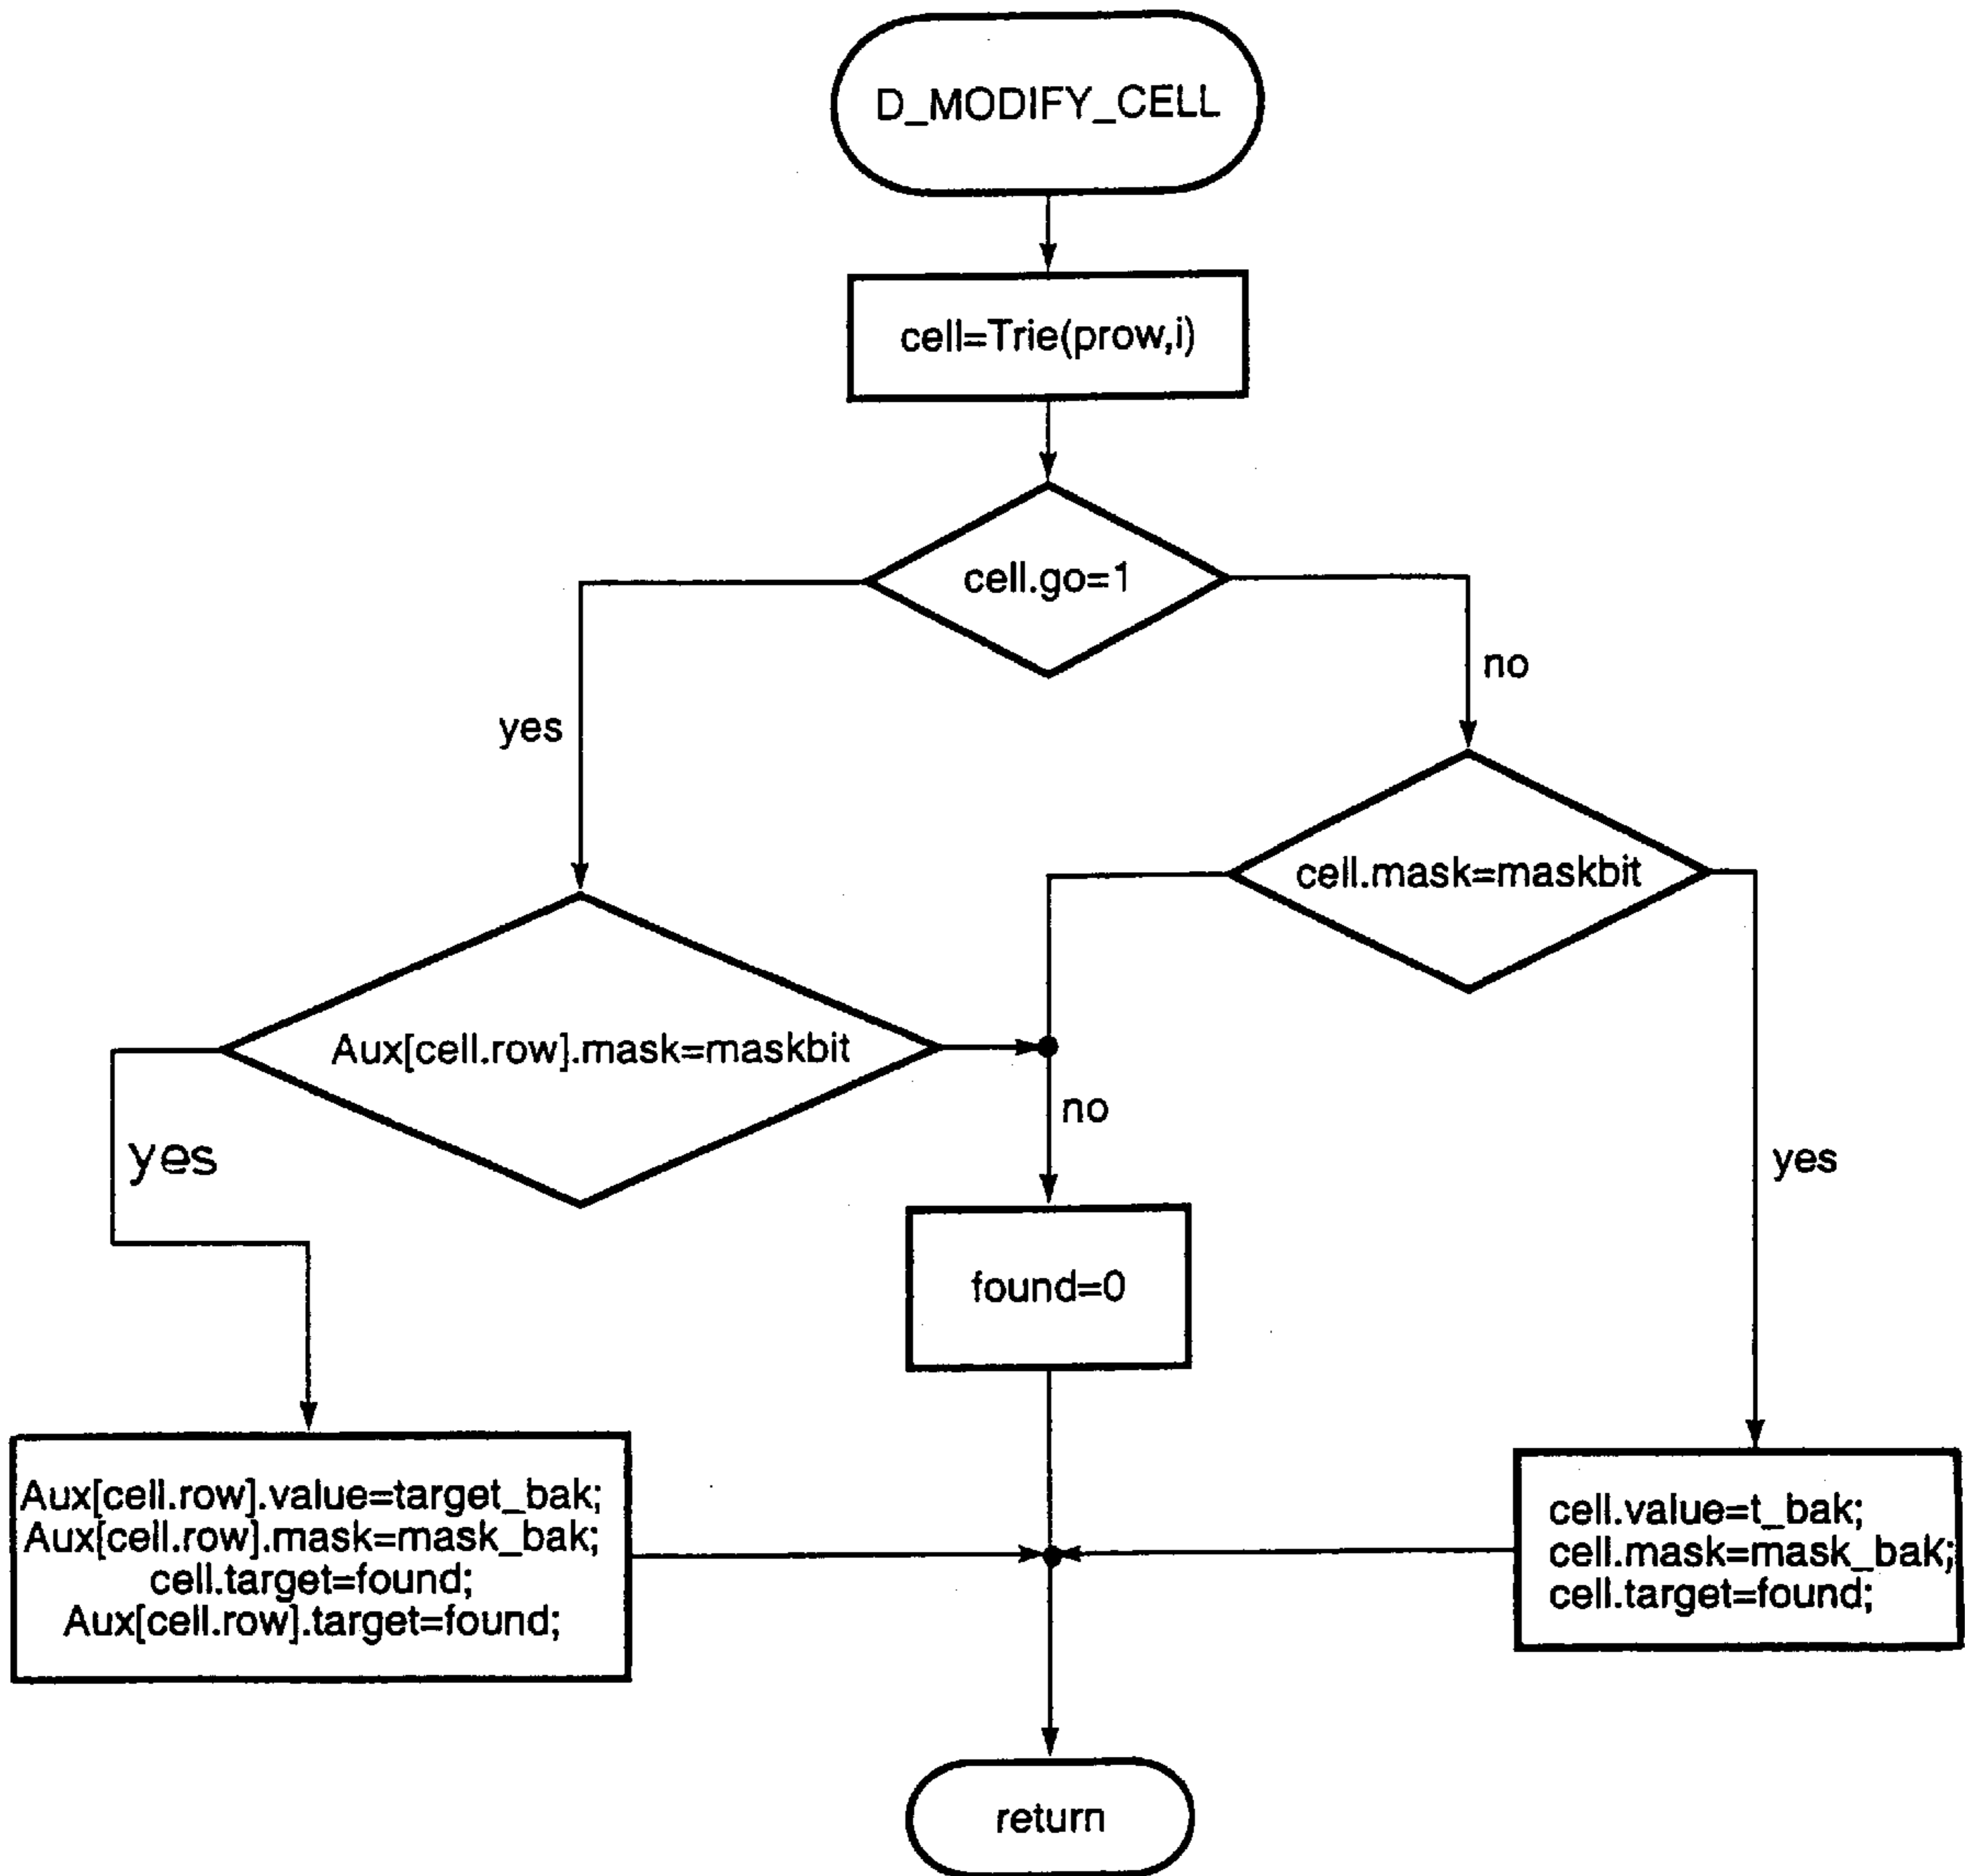 D_MODIFY_CELL
cell=Trie(prow,i)
cell.go=1
no
yes
cell.mask=maskbit
Aux[cell.row].mask=maskbit
no
yes
yes
found=0
Aux[cell.row].value=target_bak;
Aux[cell.row].mask=mask_bak;
cell.target=found;
Aux[cell.row].target=found;
cell.value=t_bak;
cell.mask=mask_bak;
cell.target=found;
return